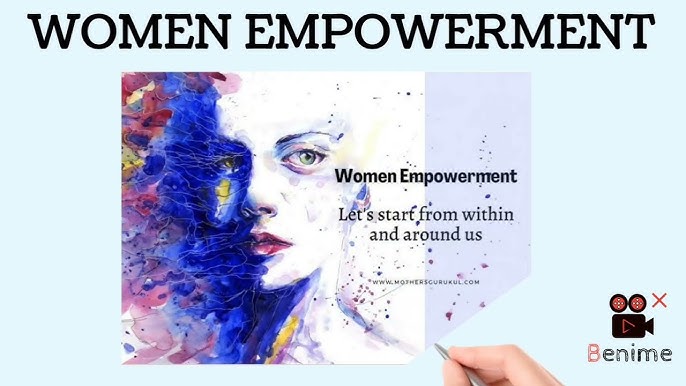 WOMEN EMPOWERMENT
Women Empowerment
Let's start from within
and around us
WWW.MOTHERSGURUKUL.COM
Benime